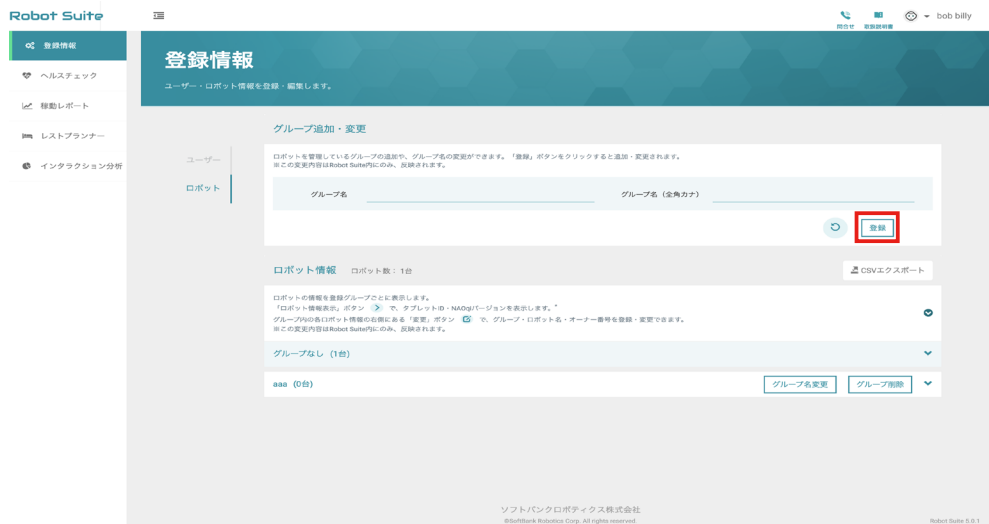 Robot Suite
問合せ
取扱説明書
bob billy
登録情報
ヘルスチェック
稼動レポート
レストプランナー
インタラクション分析
登録情報
ユーザー・ロボット情報を登録・編集します。
ユーザー
ロボット
グループ追加・変更
ロボットを管理しているグループの追加や、グループ名の変更ができます。「登録」ボタンをクリックすると追加・変更されます。
※この変更内容はRobot Suite内にのみ、反映されます。
グループ名
グループ名（全角カナ）
登録
ロボット情報 ロボット数：1台
CSVエクスポート
ロボットの情報を登録グループごとに表示します。
「ロボット情報表示」ボタン で、タブレットID・NAOqiバージョンを表示します。*
グループ内の各ロボット情報の右側にある「変更」ボタン で、グループ・ロボット名・オーナー番号を登録・変更できます。
※この変更内容はRobot Suite内にのみ、反映されます。
グループなし（1台）
aaa（0台）
グループ名変更
グループ削除
ソフトバンクロボティクス株式会社
©SoftBank Robotics Corp. All rights reserved.
Robot Suite 5.0.1